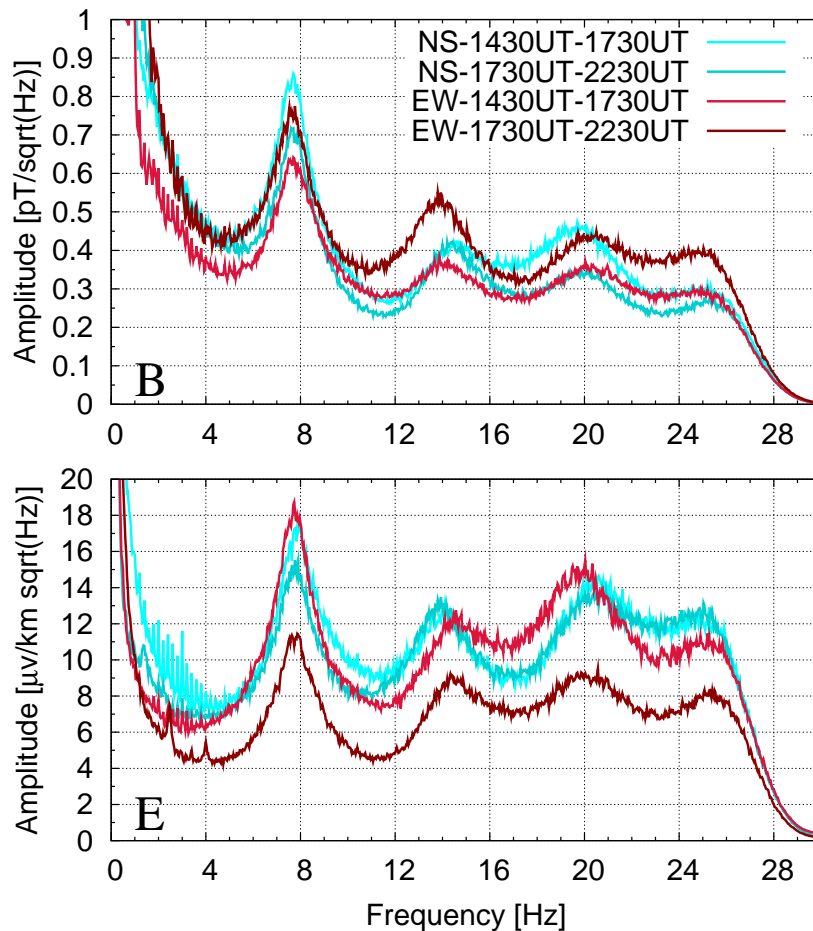 1
0.9
0.8
0.7
0.6
0.5
0.4
0.3
0.2
0.1
0
Amplitude [pT/sqrt(Hz)]
NS-1430UT-1730UT
NS-1730UT-2230UT
EW-1430UT-1730UT
EW-1730UT-2230UT
B
0 4 8 12 16 20 24 28
20
18
16
14
12
10
8
6
4
2
0
Amplitude [μv/km sqrt(Hz)]
E
0 4 8 12 16 20 24 28
Frequency [Hz]